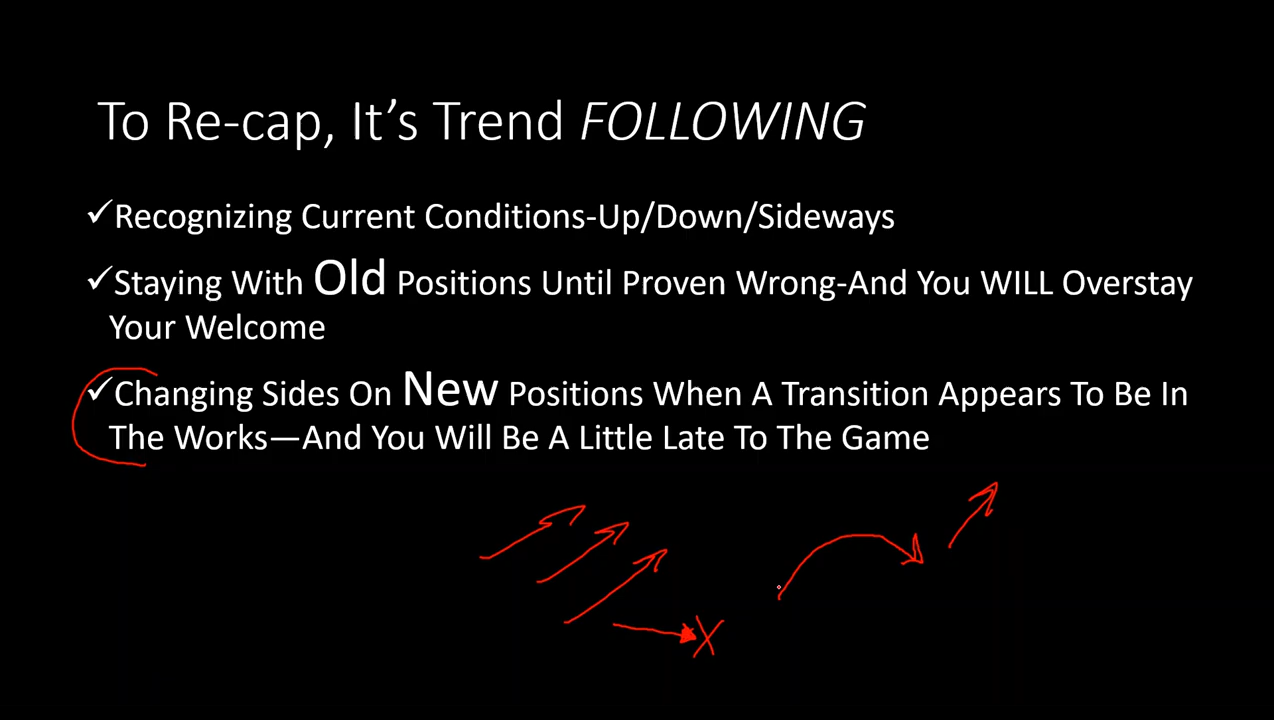 To Re-cap, It's Trend FOLLOWING
✓Recognizing Current Conditions-Up/Down/Sideways
✓Staying With Old Positions Until Proven Wrong-And You WILL Overstay
Your Welcome
✓Changing Sides On New Positions When A Transition Appears To Be In
The Works—And You Will Be A Little Late To The Game
X